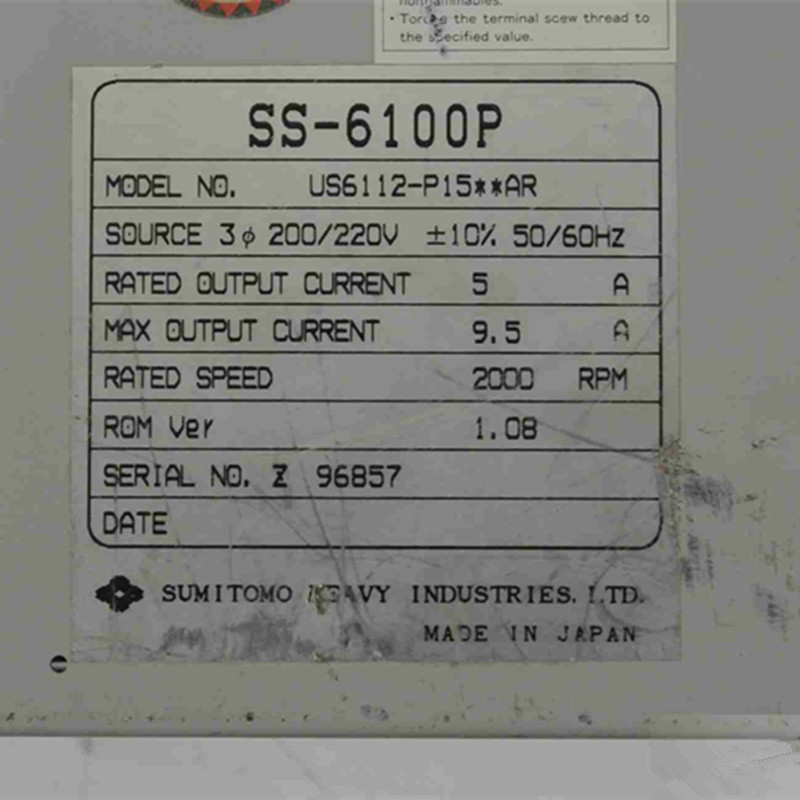 nonflammables.
• Torque the terminal scew thread to
the specified value.
SS-6100P
MODEL NO. US6112-P15**AR
SOURCE 3φ 200/220V ±10% 50/60Hz
RATED OUTPUT CURRENT 5 A
MAX OUTPUT CURRENT 9.5 A
RATED SPEED 2000 RPM
ROM Ver 1.08
SERIAL NO. Z 96857
DATE
SUMITOMO HEAVY INDUSTRIES. LTD.
MADE IN JAPAN